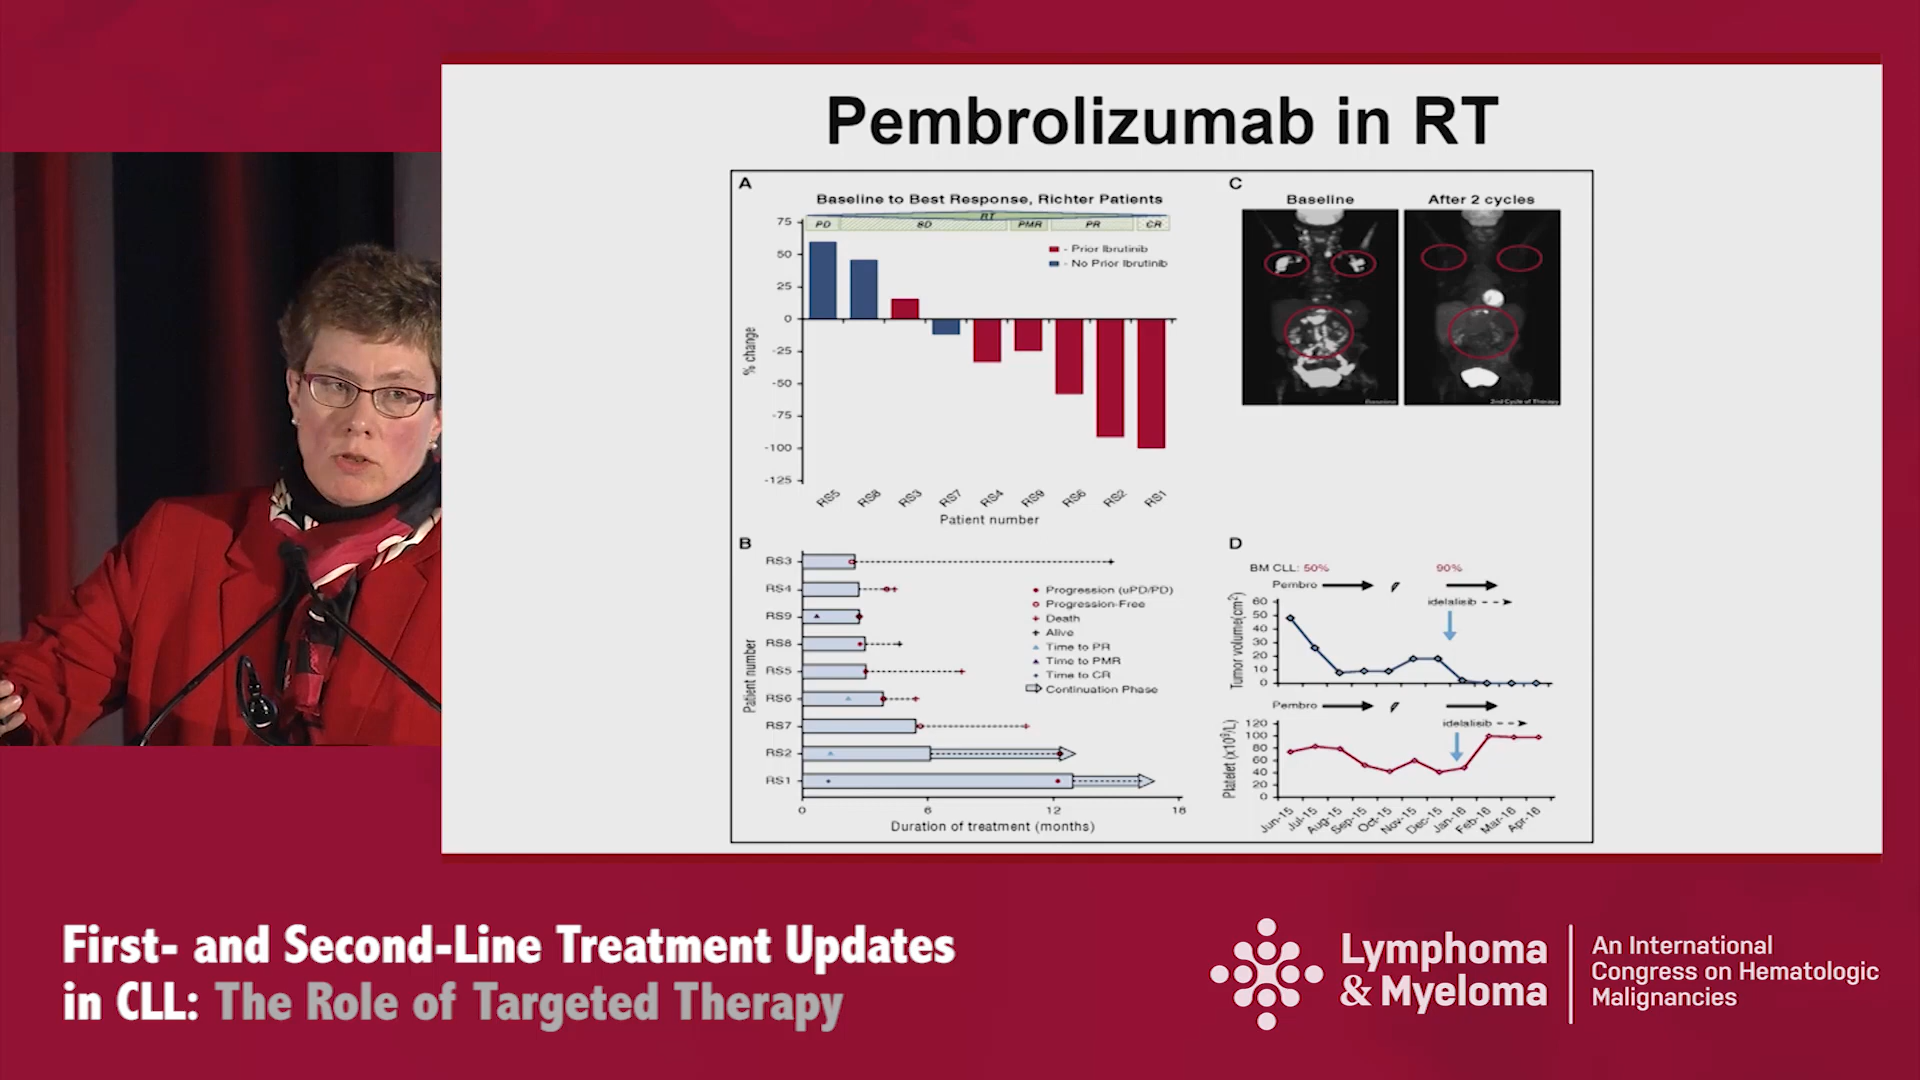 Pembrolizumab in RT
A
Baseline to Best Response, Richter Patients
RT
PD SD PMR PR CR
- Prior Ibrutinib
- No Prior Ibrutinib
75
50
25
0
-25
-50
-75
-100
-125
% change
RS5 RS8 RS3 RS7 RS4 RS9 RS6 RS2 RS1
Patient number
B
RS3
RS4
RS9
RS8
RS5
RS6
RS7
RS2
RS1
Patient number
Progression (uPD/PD)
Progression-Free
Death
Alive
Time to PR
Time to PMR
Time to CR
Continuation Phase
0 6 12 18
Duration of treatment (months)
C
Baseline After 2 cycles
Baseline 2nd Cycle of Therapy
D
BM CLL: 50% 90%
Pembro
idelalisib
60
50
40
30
20
10
0
Tumor volume(cm²)
Pembro
idelalisib
120
100
80
60
40
20
0
Platelet (x10⁹/L)
Jun-15 Jul-15 Aug-15 Sep-15 Oct-15 Nov-15 Dec-15 Jan-16 Feb-16 Mar-16 Apr-16
First- and Second-Line Treatment Updates
in CLL: The Role of Targeted Therapy
Lymphoma
& Myeloma
An International
Congress on Hematologic
Malignancies